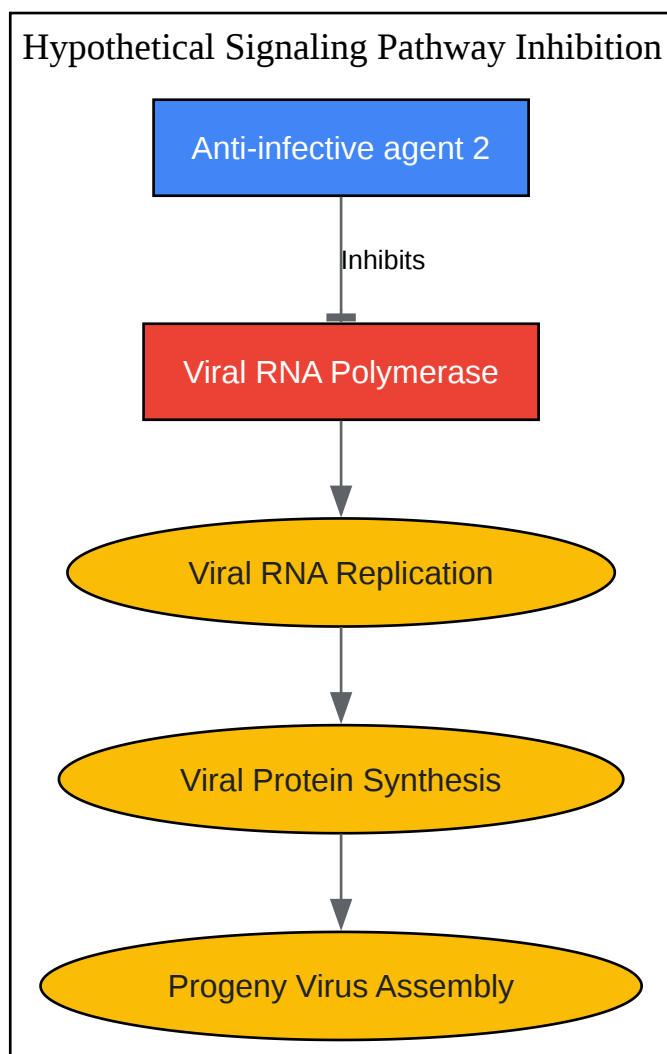 Hypothetical Signaling Pathway Inhibition
Anti-infective agent 2
Inhibits
Viral RNA Polymerase
Viral RNA Replication
Viral Protein Synthesis
Progeny Virus Assembly